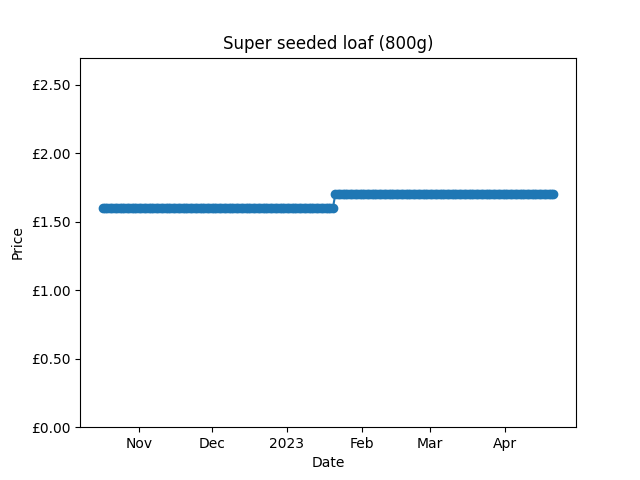 Super seeded loaf (800g)
£2.50
£2.00
£1.50
£1.00
£0.50
£0.00
Price
Nov Dec 2023 Feb Mar Apr
Date